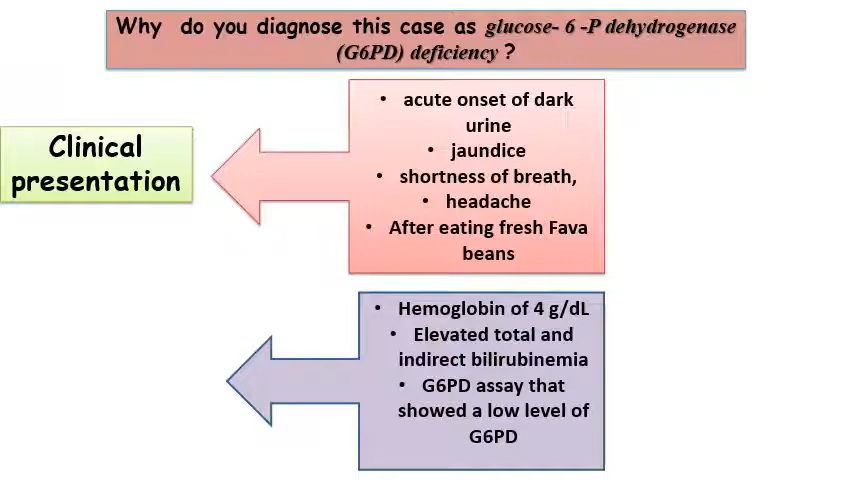 Why do you diagnose this case as glucose- 6 -P dehydrogenase
(G6PD) deficiency ?
Clinical
presentation
• acute onset of dark
urine
• jaundice
• shortness of breath,
• headache
• After eating fresh Fava
beans
• Hemoglobin of 4 g/dL
• Elevated total and
indirect bilirubinemia
• G6PD assay that
showed a low level of
G6PD